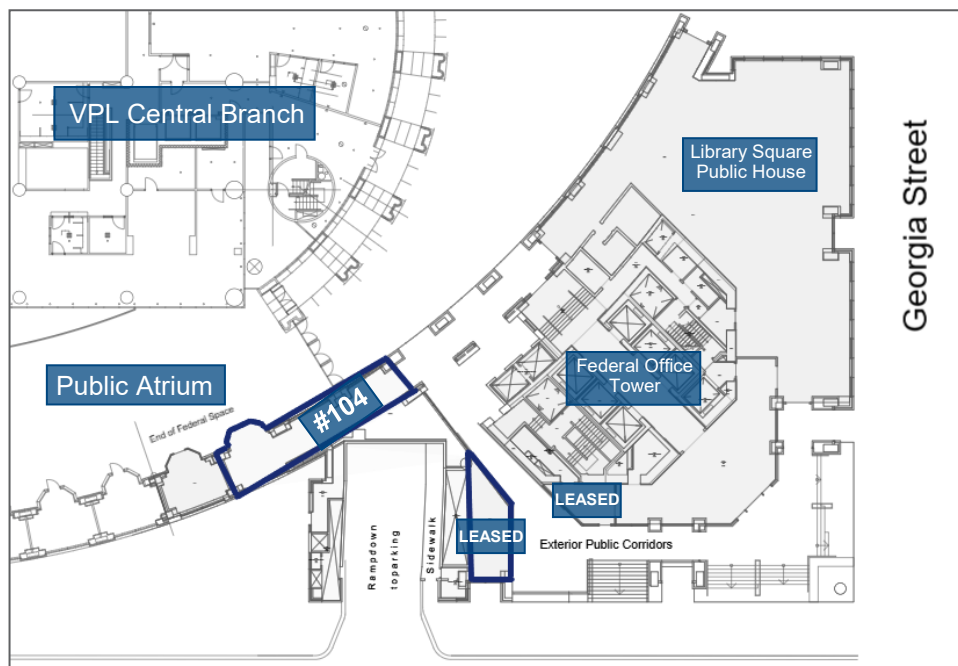 VPL Central Branch
Library Square
Public House
Georgia Street
Federal Office
Tower
Public Atrium
#104
End of Federal Space
LEASED
LEASED
Exterior Public Corridors
Rampdown
toparking
Sidewalk